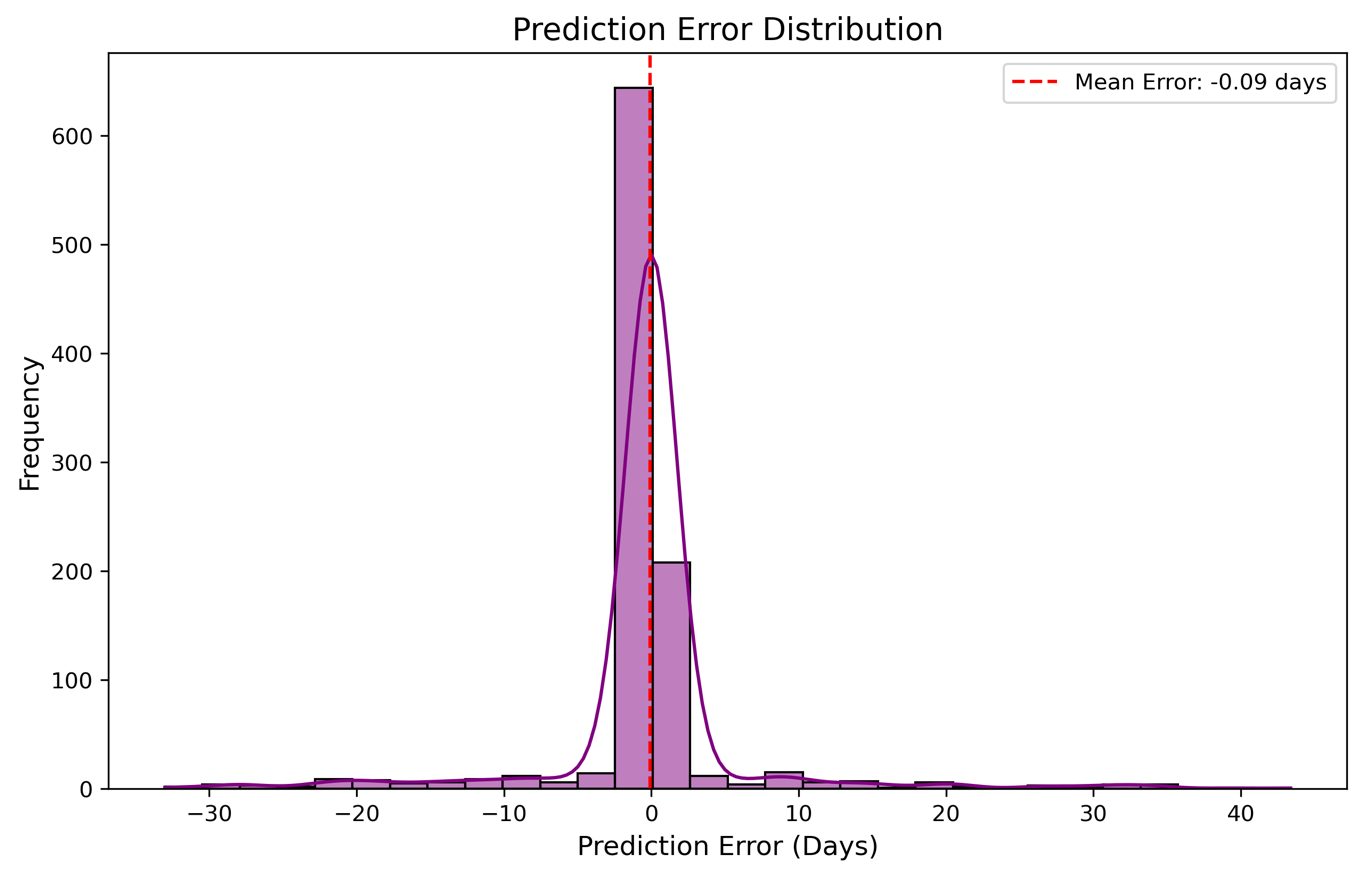 Prediction Error Distribution
Mean Error: -0.09 days
Frequency
600
500
400
300
200
100
0
−30 −20 −10 0 10 20 30 40
Prediction Error (Days)